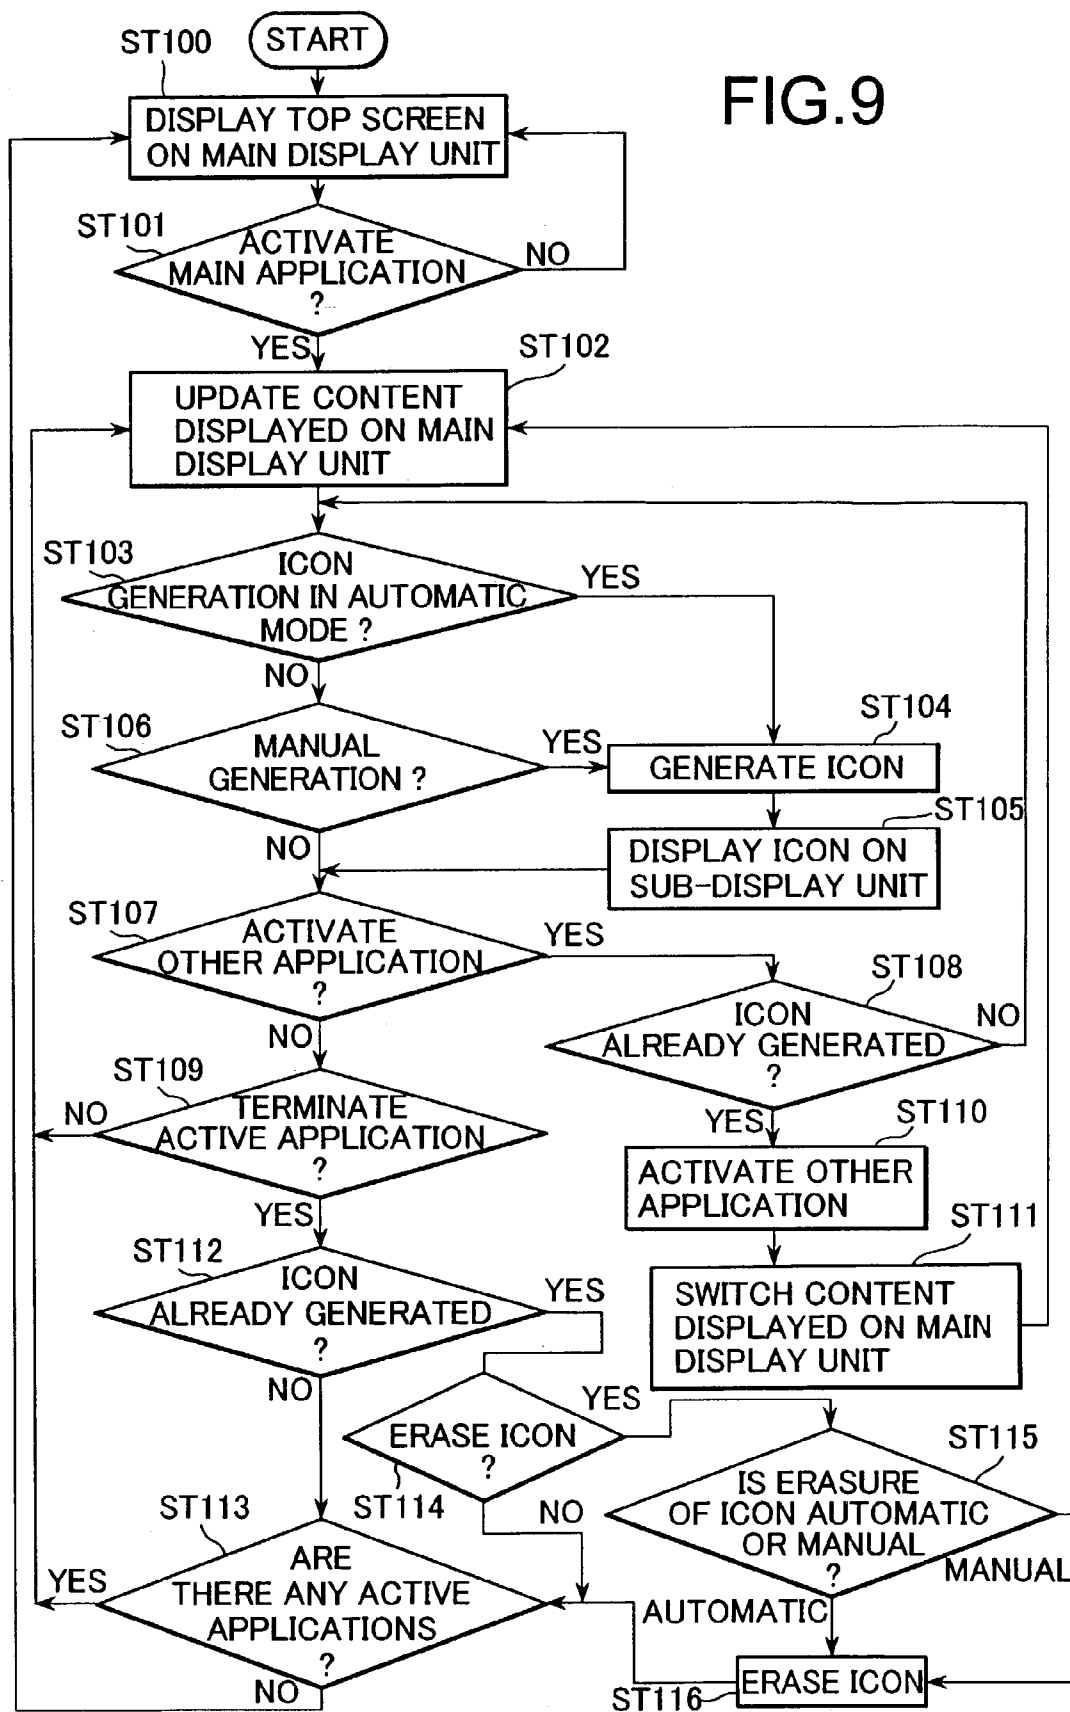 FIG.9
START
ST100
DISPLAY TOP SCREEN
ON MAIN DISPLAY UNIT
ST101
ACTIVATE
MAIN APPLICATION
?
NO
YES
ST102
UPDATE CONTENT
DISPLAYED ON MAIN
DISPLAY UNIT
ST103
ICON
GENERATION IN AUTOMATIC
MODE ?
YES
NO
ST106
MANUAL
GENERATION ?
YES
NO
ST104
GENERATE ICON
ST105
DISPLAY ICON ON
SUB-DISPLAY UNIT
ST107
ACTIVATE
OTHER APPLICATION
?
YES
NO
ST108
ICON
ALREADY GENERATED
?
NO
YES
ST109
TERMINATE
ACTIVE APPLICATION
?
NO
YES
ST110
ACTIVATE OTHER
APPLICATION
ST111
SWITCH CONTENT
DISPLAYED ON MAIN
DISPLAY UNIT
ST112
ICON
ALREADY GENERATED
?
YES
NO
ERASE ICON
?
YES
ST114
NO
ST115
IS ERASURE
OF ICON AUTOMATIC
OR MANUAL
?
MANUAL
AUTOMATIC
ST113
ARE
THERE ANY ACTIVE
APPLICATIONS
?
YES
NO
ST116
ERASE ICON